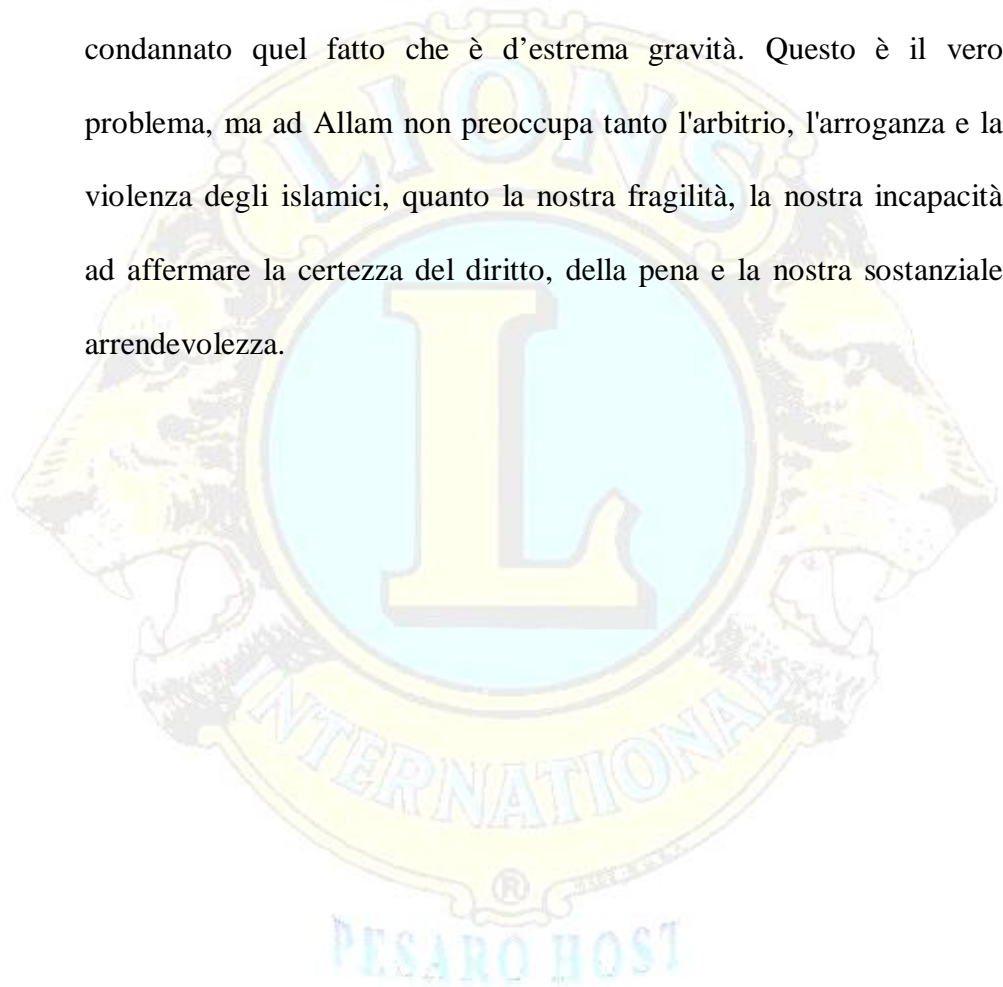 condannato quel fatto che è d’estrema gravità. Questo è il vero
problema, ma ad Allam non preoccupa tanto l'arbitrio, l'arroganza e la
violenza degli islamici, quanto la nostra fragilità, la nostra incapacità
ad affermare la certezza del diritto, della pena e la nostra sostanziale
arrendevolezza.
LIONS
L
INTERNATIONAL
®
MADE IN U.S.A.
PESARO HOST